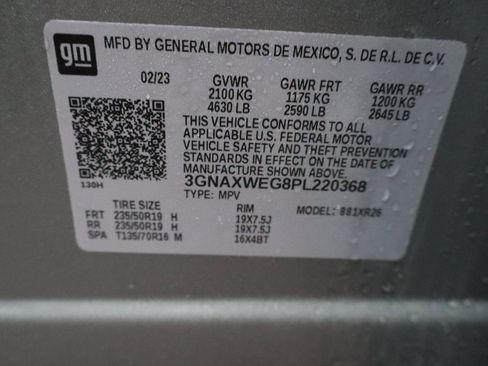 gm
MFD BY GENERAL MOTORS DE MEXICO, S. DE R.L. DE C.V.
02/23 GVWR GAWR FRT GAWR RR
2100 KG 1175 KG 1200 KG
4630 LB 2590 LB 2645 LB
THIS VEHICLE CONFORMS TO ALL
APPLICABLE U.S. FEDERAL MOTOR
VEHICLE SAFETY AND THEFT PREVENTION
STANDARDS IN EFFECT ON THE DATE OF
MANUFACTURE SHOWN ABOVE.
130H
3GNAXWEG8PL220368
TYPE: MPV
TIRE SIZE RIM MODEL: 881XR26
FRT 235/50R19 H 19X7.5J
RR 235/50R19 H 19X7.5J
SPA T135/70R16 M 16X4BT